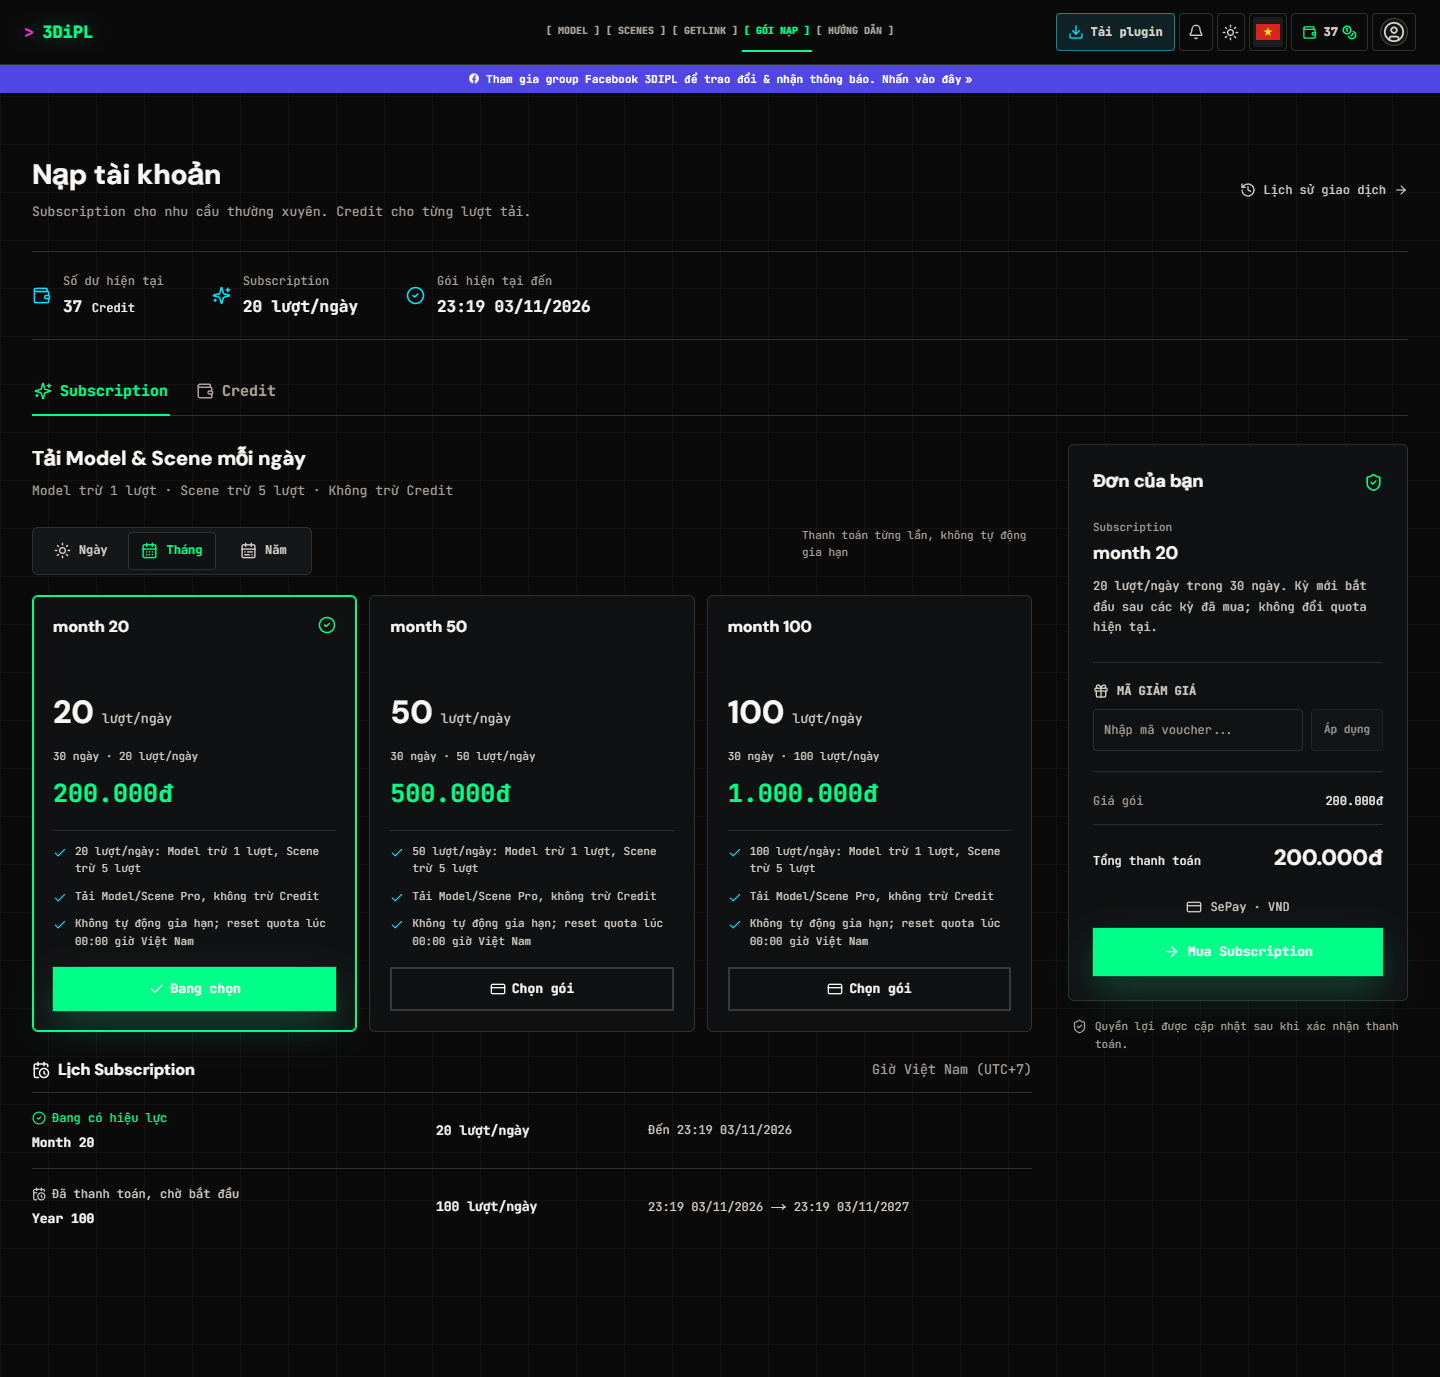 > 3DiPL
[ MODEL ] [ SCENES ] [ GETLINK ] [ GÓI NẠP ] [ HƯỚNG DẪN ]
Tải plugin
37
Tham gia group Facebook 3DIPL để trao đổi & nhận thông báo. Nhấn vào đây »
Nạp tài khoản
Subscription cho nhu cầu thường xuyên. Credit cho từng lượt tải.
Lịch sử giao dịch →
Số dư hiện tại
37 Credit
Subscription
20 lượt/ngày
Gói hiện tại đến
23:19 03/11/2026
Subscription
Credit
Tải Model & Scene mỗi ngày
Model trừ 1 lượt · Scene trừ 5 lượt · Không trừ Credit
Ngày
Tháng
Năm
Thanh toán từng lần, không tự động
gia hạn
month 20
20 lượt/ngày
30 ngày · 20 lượt/ngày
200.000đ
20 lượt/ngày: Model trừ 1 lượt, Scene
trừ 5 lượt
Tải Model/Scene Pro, không trừ Credit
Không tự động gia hạn; reset quota lúc
00:00 giờ Việt Nam
Đang chọn
month 50
50 lượt/ngày
30 ngày · 50 lượt/ngày
500.000đ
50 lượt/ngày: Model trừ 1 lượt, Scene
trừ 5 lượt
Tải Model/Scene Pro, không trừ Credit
Không tự động gia hạn; reset quota lúc
00:00 giờ Việt Nam
Chọn gói
month 100
100 lượt/ngày
30 ngày · 100 lượt/ngày
1.000.000đ
100 lượt/ngày: Model trừ 1 lượt, Scene
trừ 5 lượt
Tải Model/Scene Pro, không trừ Credit
Không tự động gia hạn; reset quota lúc
00:00 giờ Việt Nam
Chọn gói
Đơn của bạn
Subscription
month 20
20 lượt/ngày trong 30 ngày. Kỳ mới bắt
đầu sau các kỳ đã mua; không đổi quota
hiện tại.
MÃ GIẢM GIÁ
Nhập mã voucher...
Áp dụng
Giá gói
200.000đ
Tổng thanh toán
200.000đ
SePay · VND
→ Mua Subscription
Quyền lợi được cập nhật sau khi xác nhận thanh
toán.
Lịch Subscription
Giờ Việt Nam (UTC+7)
Đang có hiệu lực
Month 20
20 lượt/ngày
Đến 23:19 03/11/2026
Đã thanh toán, chờ bắt đầu
Year 100
100 lượt/ngày
23:19 03/11/2026 → 23:19 03/11/2027